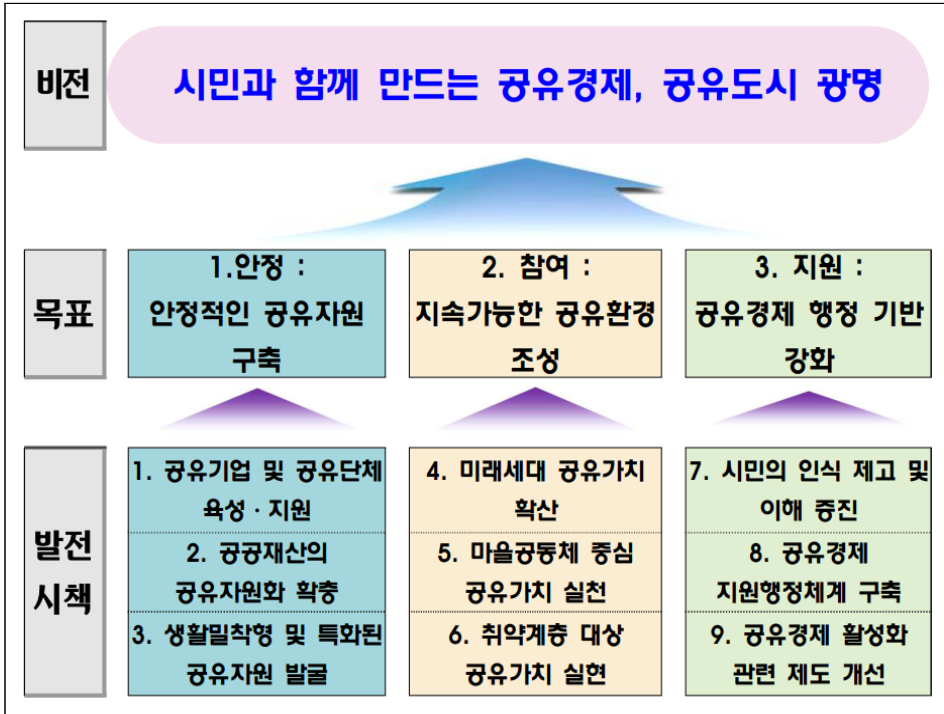 비전
시민과 함께 만드는 공유경제, 공유도시 광명
목표
1.안정 :
안정적인 공유자원
구축
2. 참여 :
지속가능한 공유환경
조성
3. 지원 :
공유경제 행정 기반
강화
발전
시책
1. 공유기업 및 공유단체
육성 · 지원
2. 공공재산의
공유자원화 확충
3. 생활밀착형 및 특화된
공유자원 발굴
4. 미래세대 공유가치
확산
5. 마을공동체 중심
공유가치 실천
6. 취약계층 대상
공유가치 실현
7. 시민의 인식 제고 및
이해 증진
8. 공유경제
지원행정체계 구축
9. 공유경제 활성화
관련 제도 개선